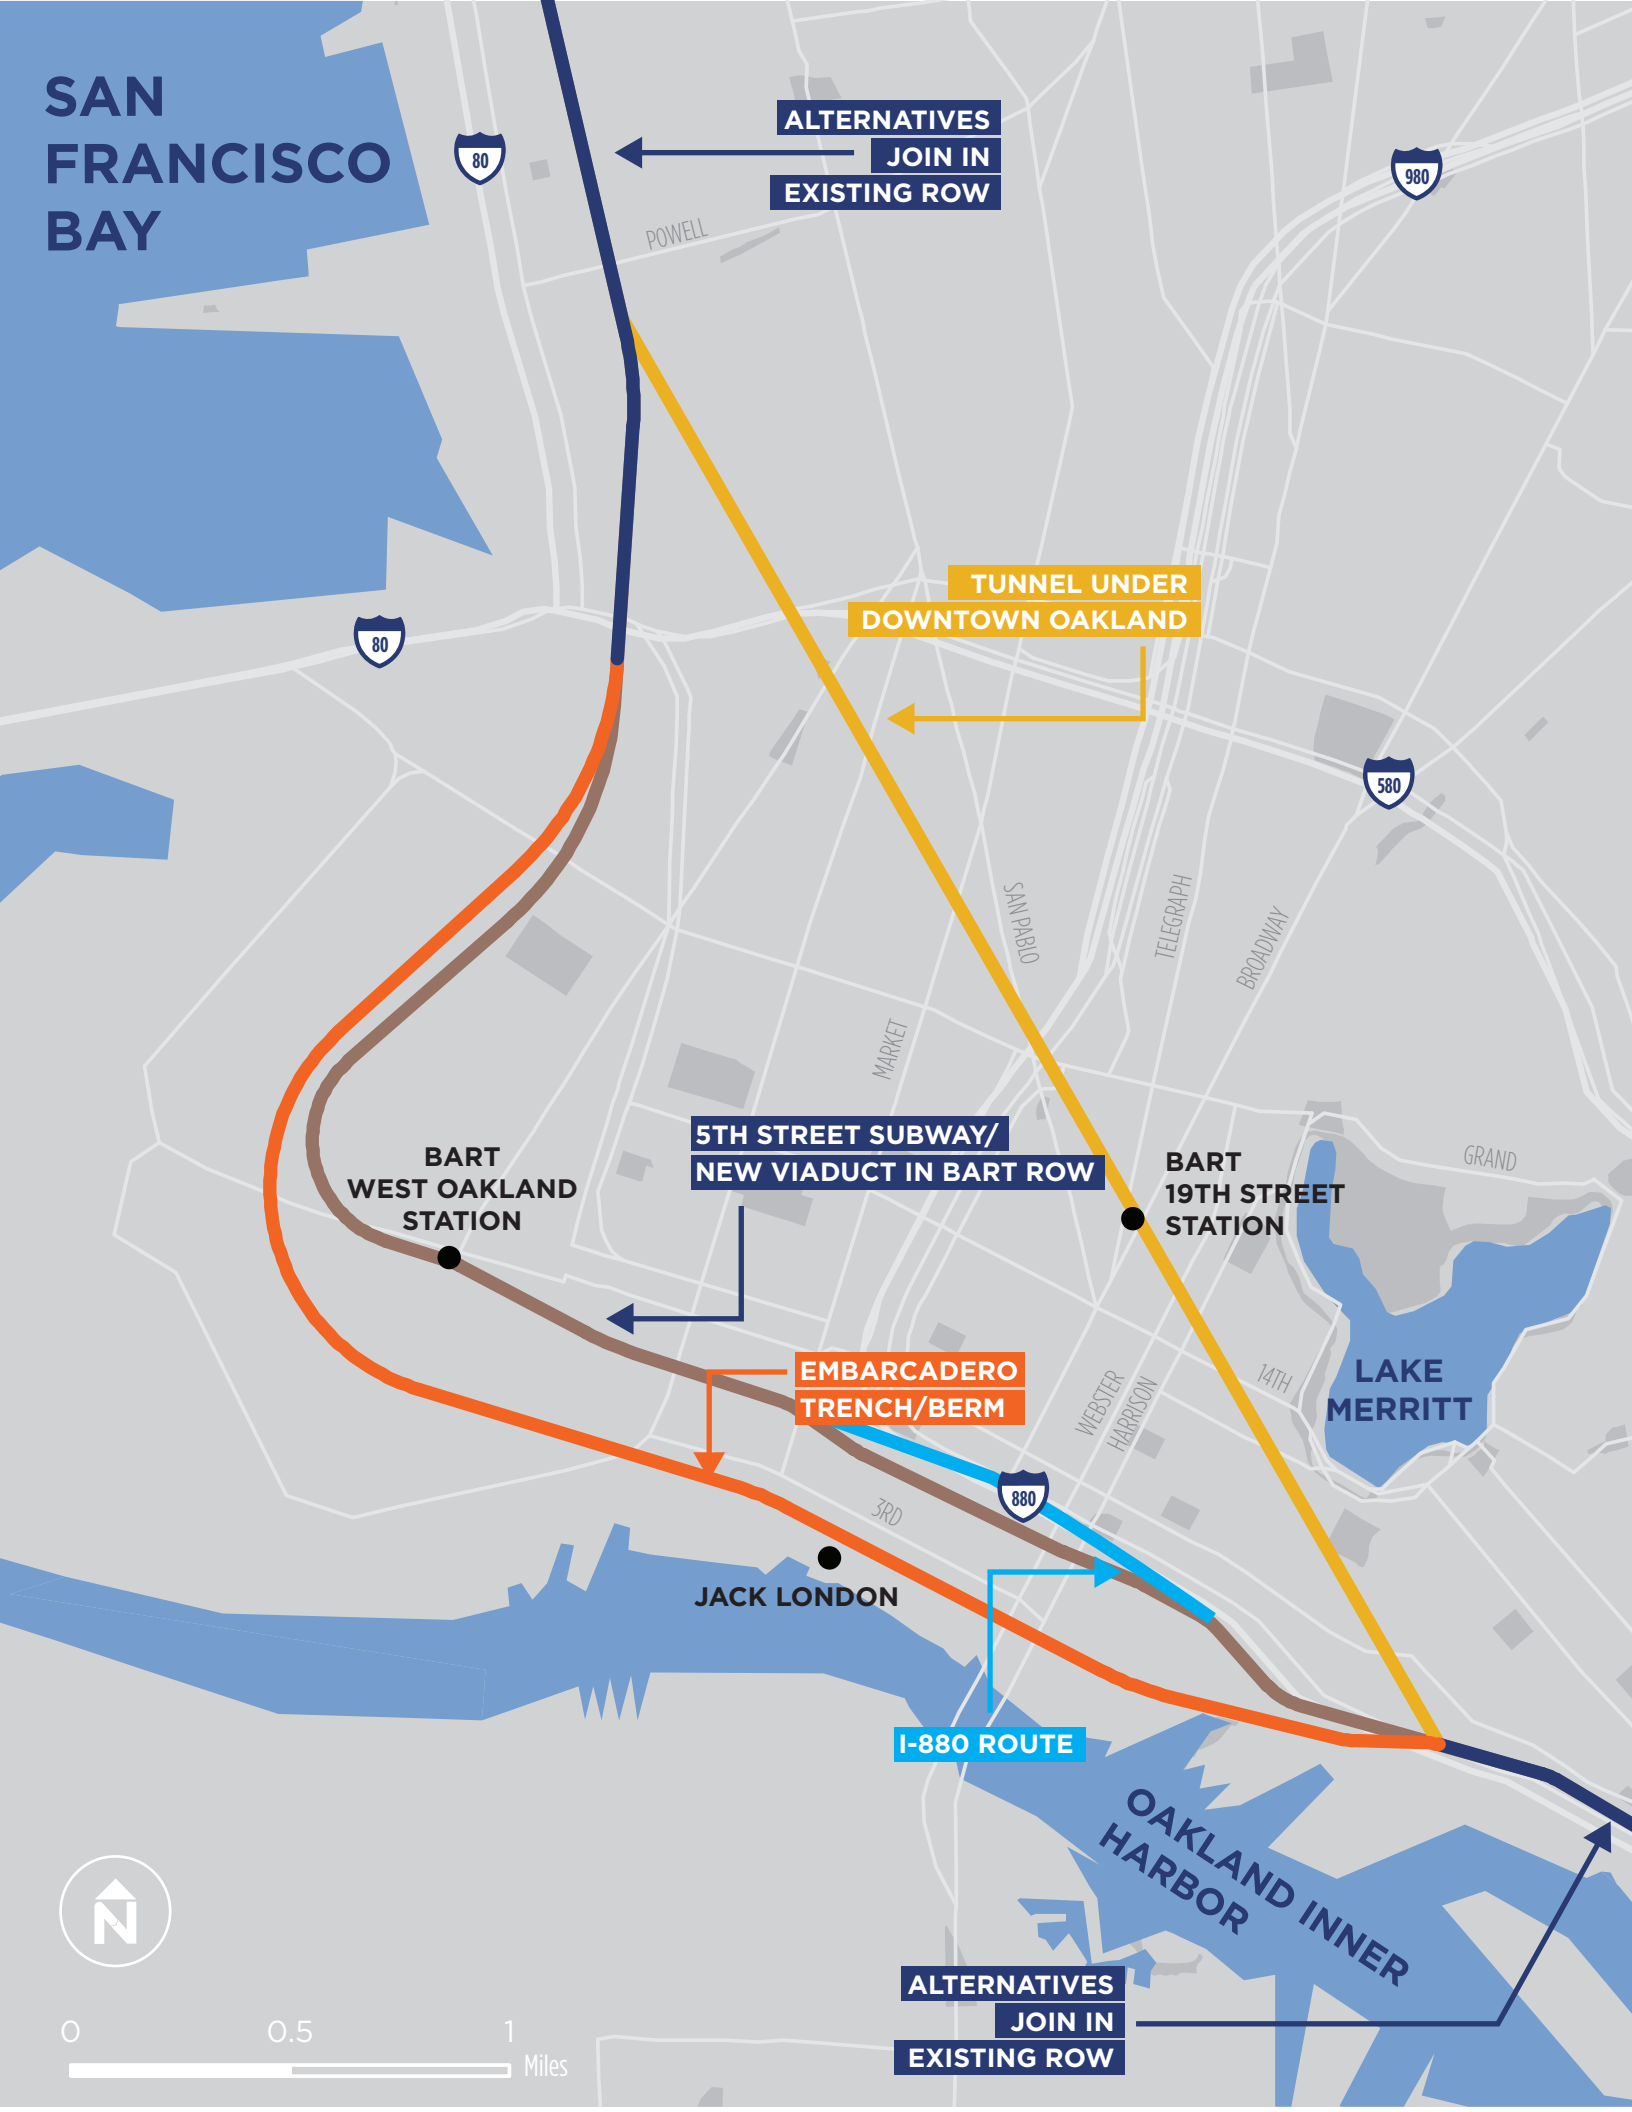 SAN
FRANCISCO
BAY
80
ALTERNATIVES
JOIN IN
EXISTING ROW
980
POWELL
TUNNEL UNDER
DOWNTOWN OAKLAND
80
580
SAN PABLO
TELEGRAPH
BROADWAY
MARKET
5TH STREET SUBWAY/
NEW VIADUCT IN BART ROW
BART
WEST OAKLAND
STATION
BART
19TH STREET
STATION
GRAND
EMBARCADERO
TRENCH/BERM
WEBSTER
HARRISON
14TH
LAKE
MERRITT
880
3RD
JACK LONDON
I-880 ROUTE
OAKLAND INNER
HARBOR
N
ALTERNATIVES
JOIN IN
EXISTING ROW
0 0.5 1
Miles